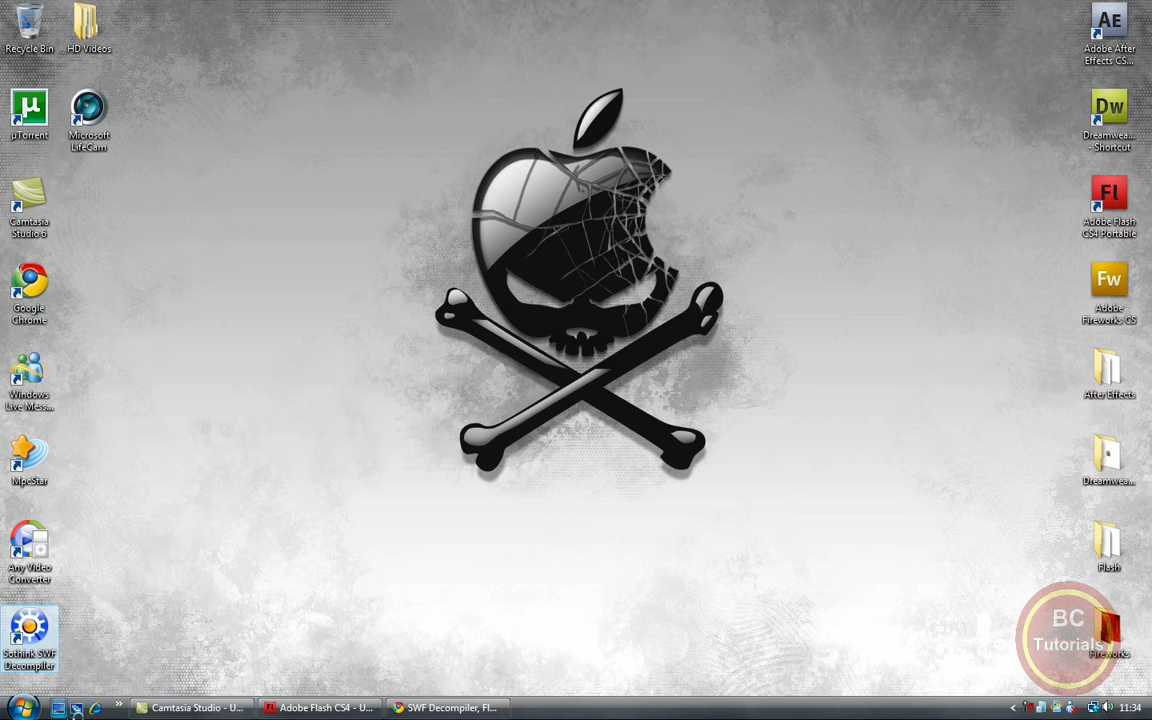 Recycle Bin
HD Videos
µ
µTorrent
Microsoft
LifeCam
Camtasia
Studio 6
Google
Chrome
Windows
Live Mess...
MpcStar
Any Video
Converter
Sothink SWF
Decompiler
AE
Adobe After
Effects CS...
Dw
Dreamwea...
- Shortcut
Fl
Adobe Flash
CS4 Portable
Fw
Adobe
Fireworks CS
After Effects
Dreamwea...
Flash
Fireworks
BC
Tutorials
»
Camtasia Studio - U...
Fl
Adobe Flash CS4 - U...
SWF Decompiler, Fl...
<
11:34